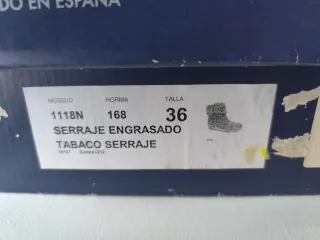 DO EN ESPAÑA
MODELO HORMA TALLA
1118N 168 36
SERRAJE ENGRASADO
TABACO SERRAJE